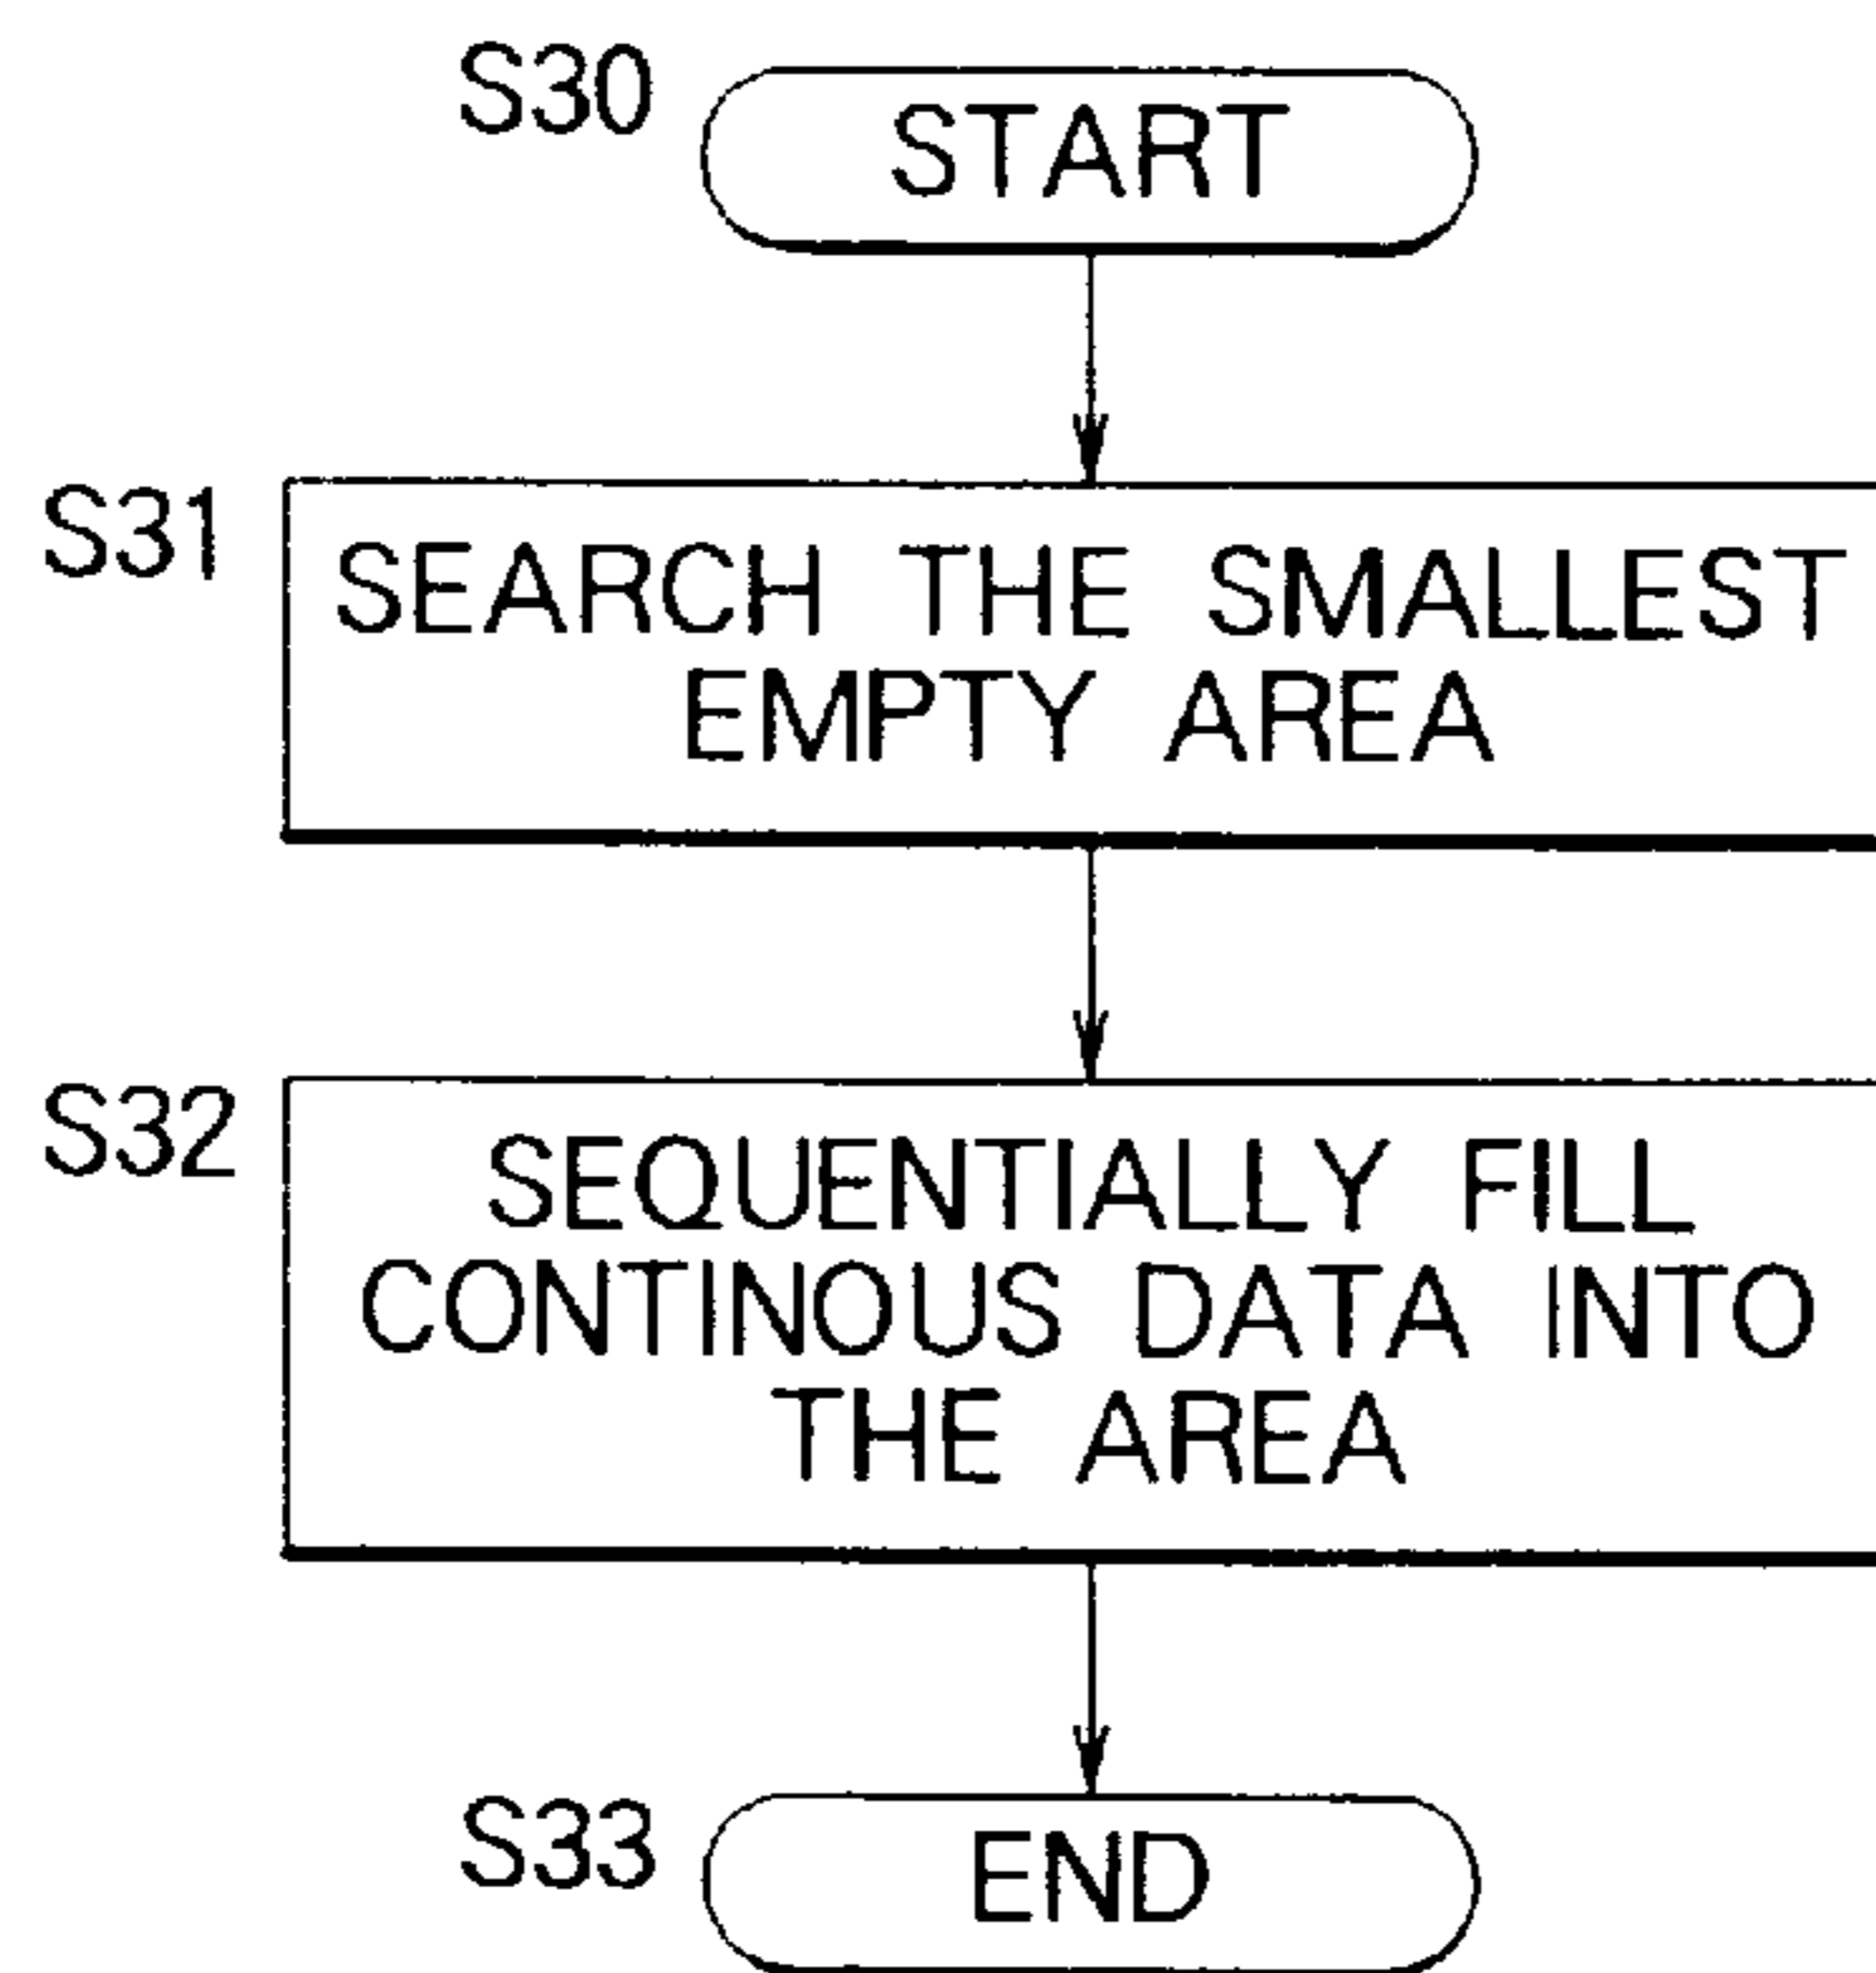 S30
START
S31
SEARCH THE SMALLEST
EMPTY AREA
S32
SEQUENTIALLY FILL
CONTINOUS DATA INTO
THE AREA
S33
END